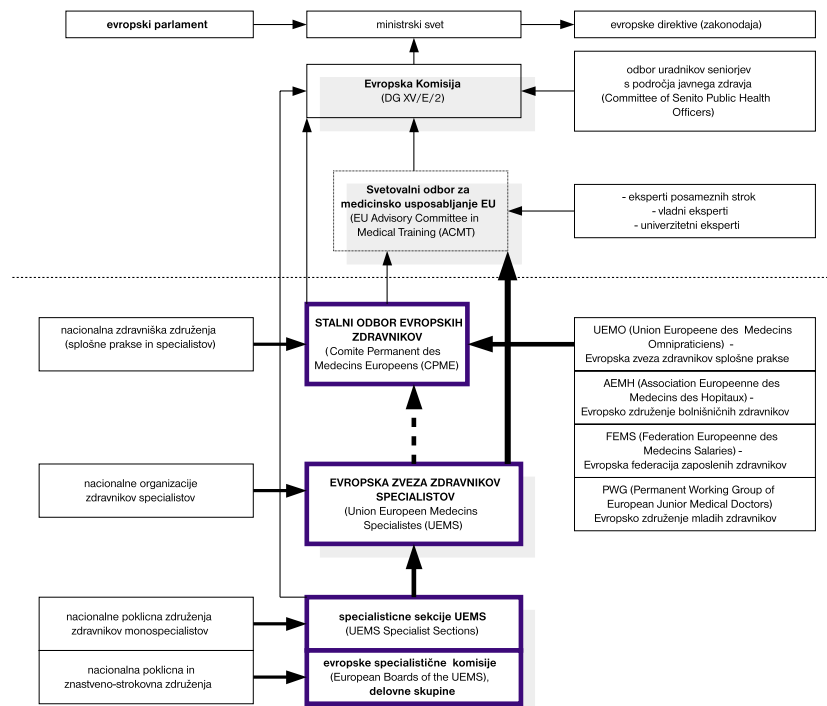 evropski parlament
ministrski svet
evropske direktive (zakonodaja)
Evropska Komisija
(DG XV/E/2)
odbor uradnikov seniorjev
s področja javnega zdravja
(Committee of Senito Public Health
Officers)
Svetovalni odbor za
medicinsko usposabljanje EU
(EU Advisory Committee in
Medical Training (ACMT)
- eksperti posameznih strok
- vladni eksperti
- univerzitetni eksperti
nacionalna zdravniška združenja
(splošne prakse in specialistov)
STALNI ODBOR EVROPSKIH
ZDRAVNIKOV
(Comite Permanent des
Medecins Europeens (CPME)
UEMO (Union Europeene des Medecins
Omnipraticiens) -
Evropska zveza zdravnikov splošne prakse
AEMH (Association Europeenne des
Medecins des Hopitaux) -
Evropsko združenje bolnišničnih zdravnikov
FEMS (Federation Europeenne des
Medecins Salaries) -
Evropska federacija zaposlenih zdravnikov
PWG (Permanent Working Group of
European Junior Medical Doctors)
Evropsko združenje mladih zdravnikov
nacionalne organizacije
zdravnikov specialistov
EVROPSKA ZVEZA ZDRAVNIKOV
SPECIALISTOV
(Union Europeen Medecins
Specialistes (UEMS)
nacionalne poklicna združenja
zdravnikov monospecialistov
specialisticne sekcije UEMS
(UEMS Specialist Sections)
nacionalna poklicna in
znastveno-strokovna združenja
evropske specialistične komisije
(European Boards of the UEMS),
delovne skupine